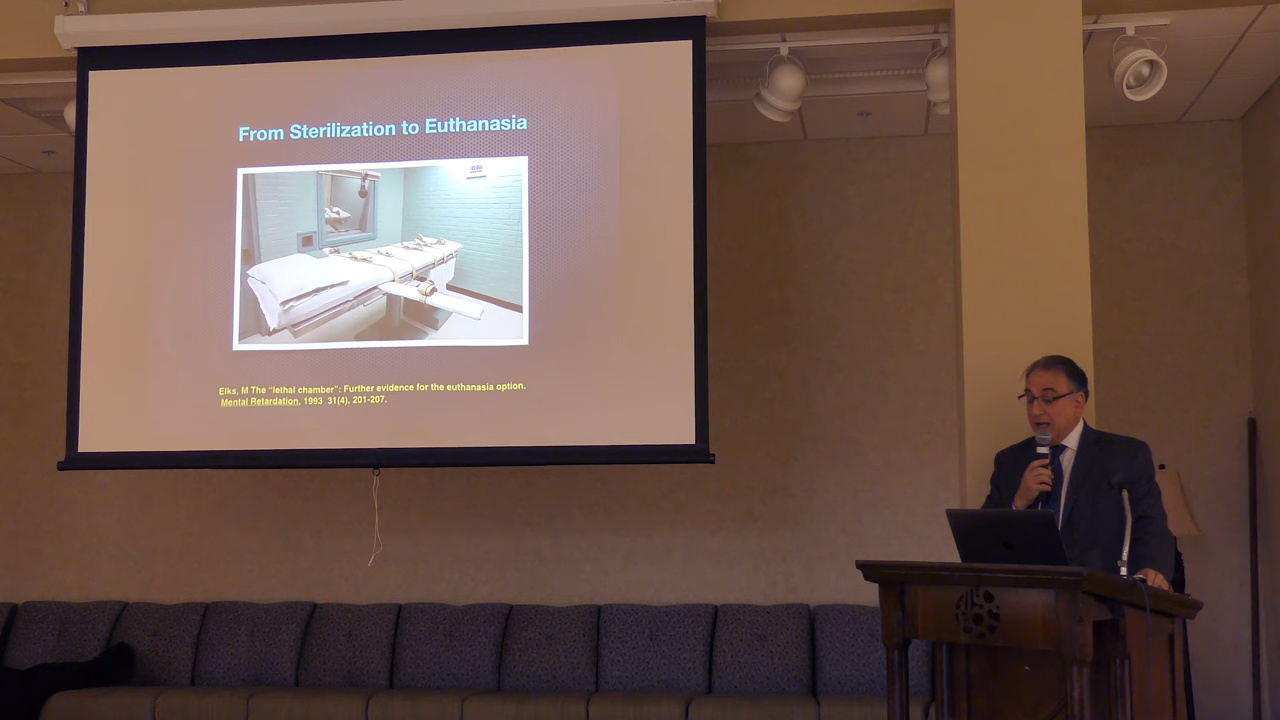 From Sterilization to Euthanasia
Elks, M The "lethal chamber": Further evidence for the euthanasia option.
Mental Retardation, 1993 31(4), 201-207.